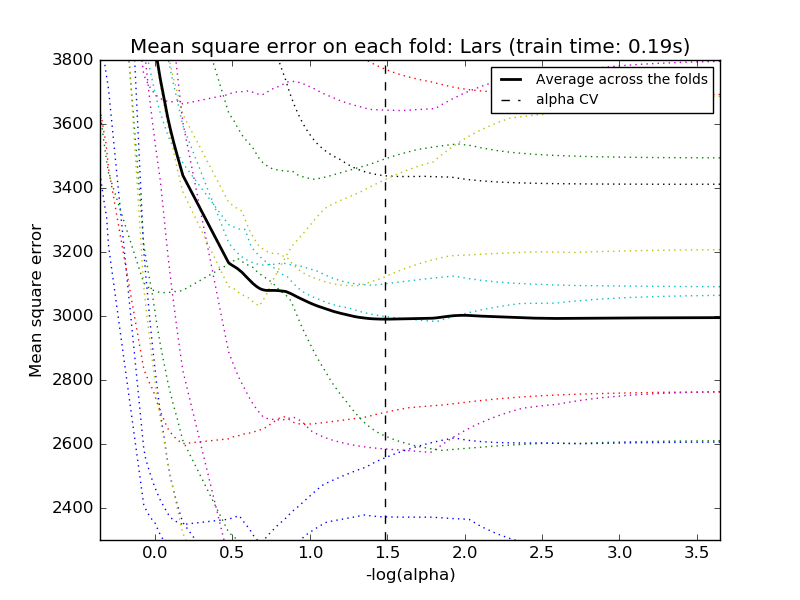 Mean square error on each fold: Lars (train time: 0.19s)
3800
3600
3400
3200
3000
2800
2600
2400
Mean square error
Average across the folds
alpha CV
0.0 0.5 1.0 1.5 2.0 2.5 3.0 3.5
-log(alpha)